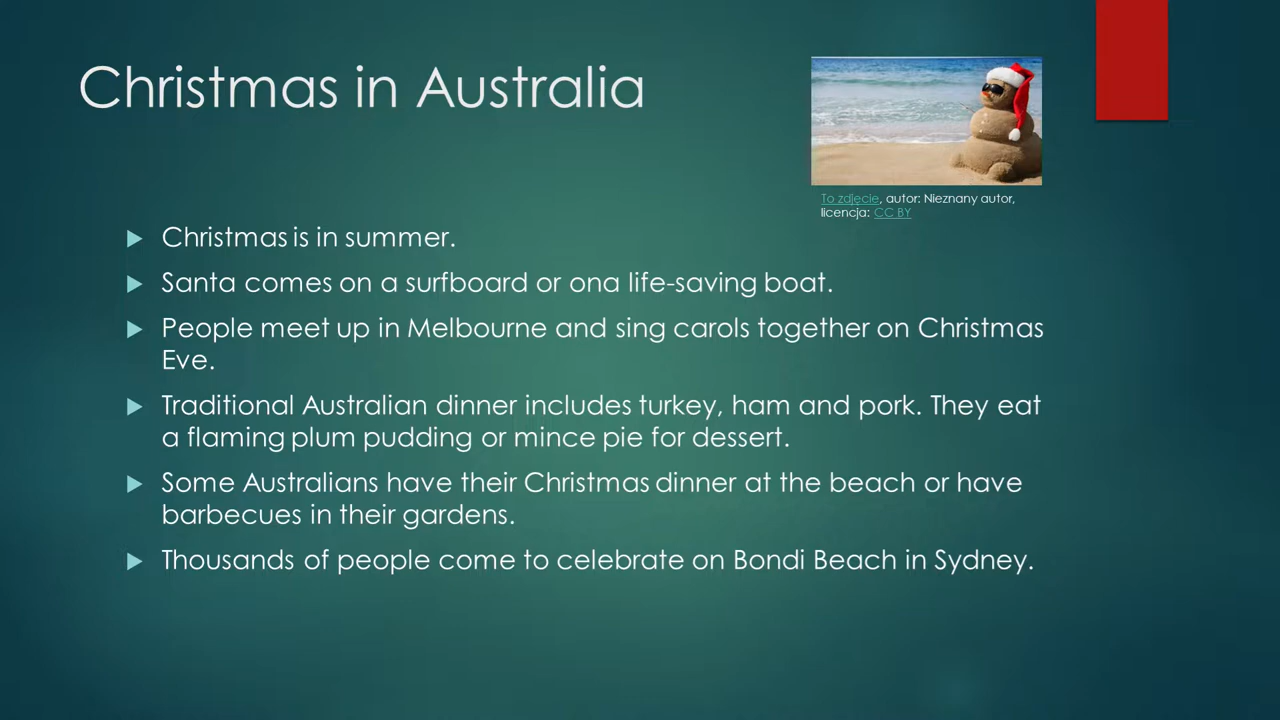 Christmas in Australia
To zdjęcie, autor: Nieznany autor,
licencja: CC BY
Christmas is in summer.
Santa comes on a surfboard or ona life-saving boat.
People meet up in Melbourne and sing carols together on Christmas
Eve.
Traditional Australian dinner includes turkey, ham and pork. They eat
a flaming plum pudding or mince pie for dessert.
Some Australians have their Christmas dinner at the beach or have
barbecues in their gardens.
Thousands of people come to celebrate on Bondi Beach in Sydney.